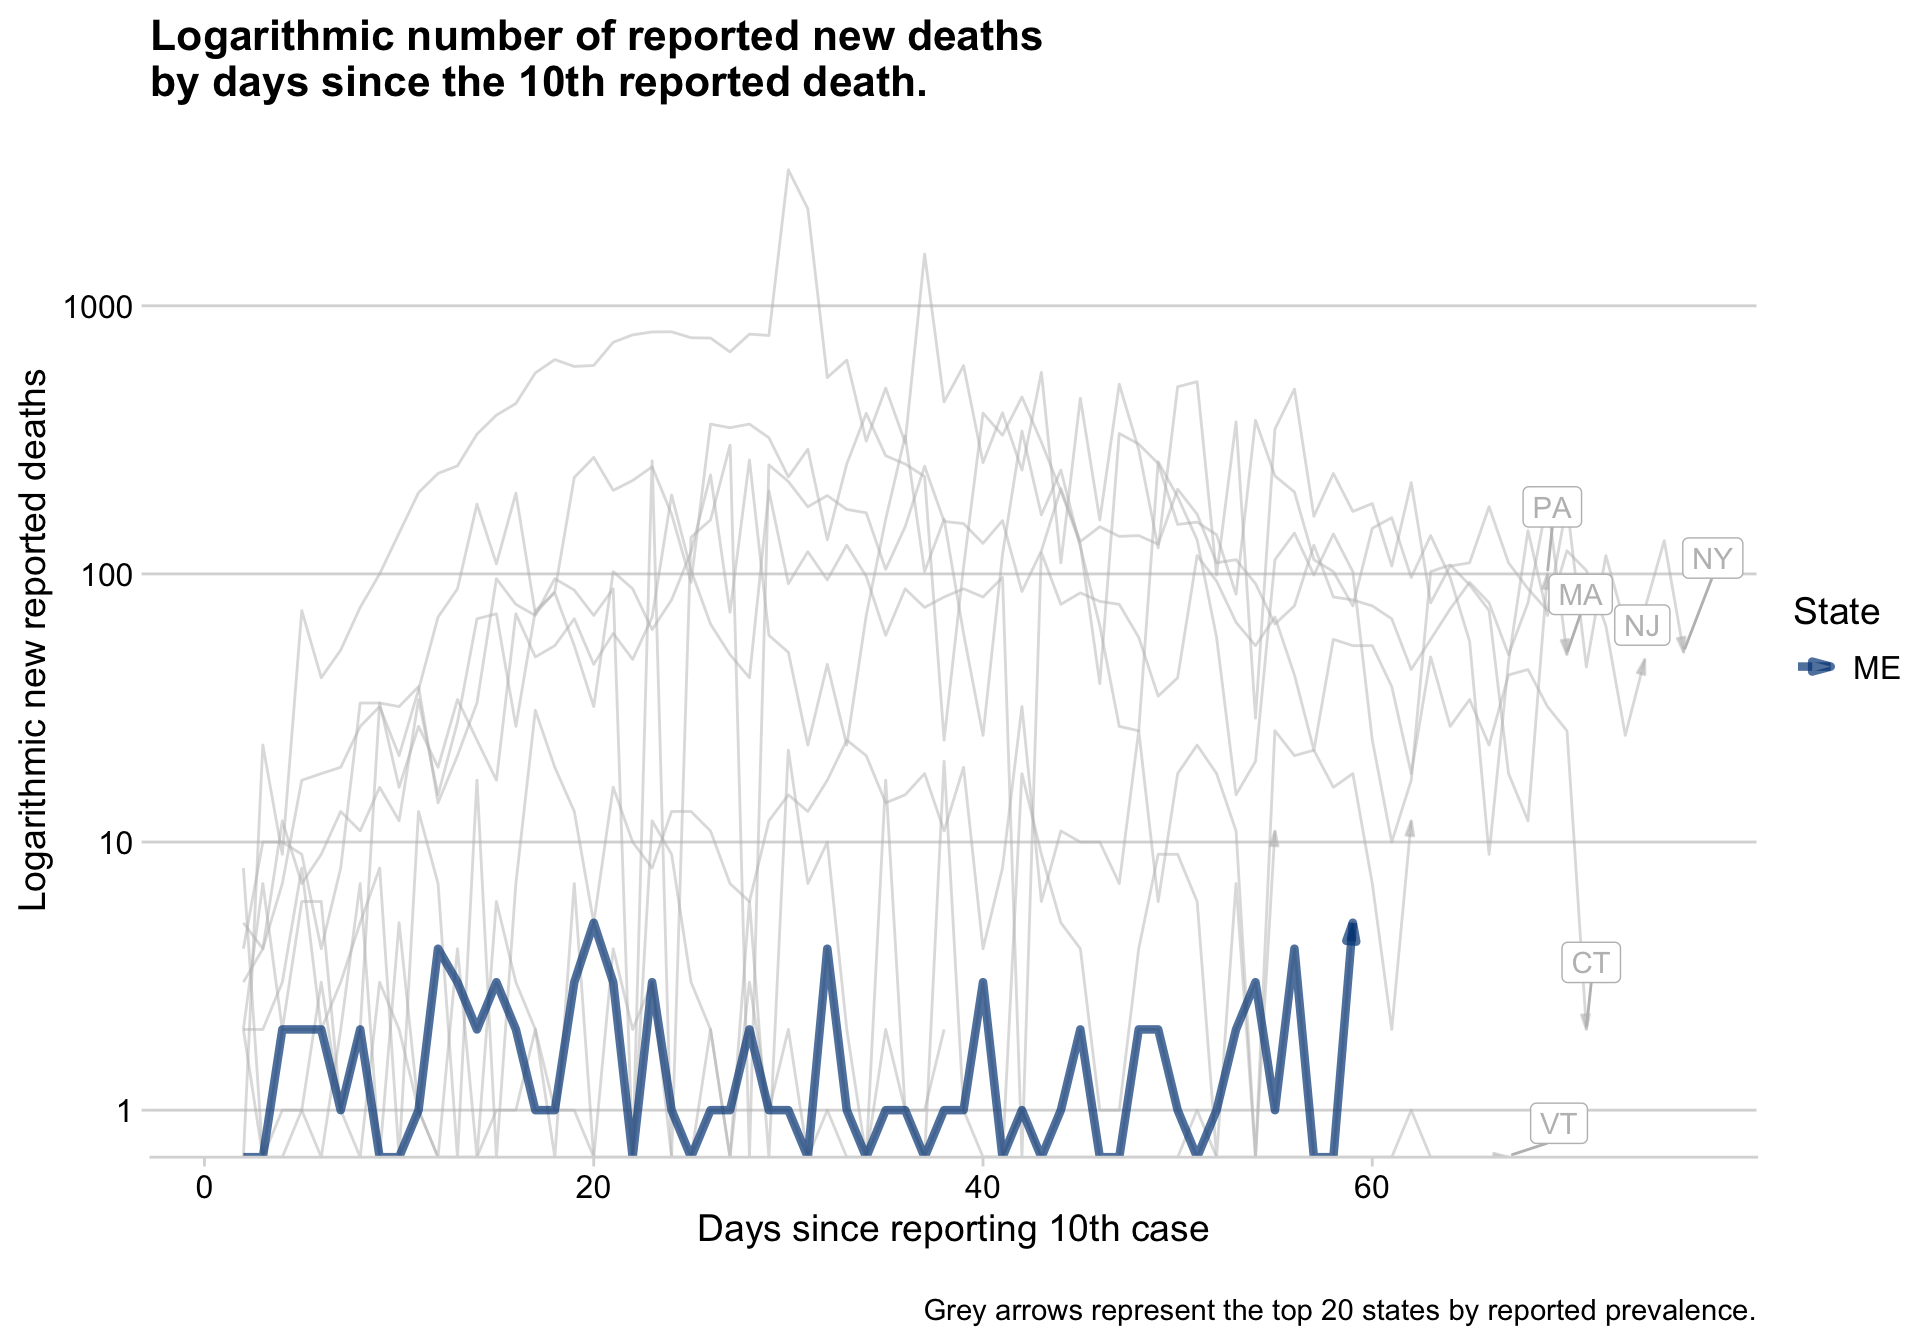 Logarithmic number of reported new deaths
by days since the 10th reported death.
Logarithmic new reported deaths
1000
100
10
1
PA
NY
MA
NJ
CT
VT
State
ME
0 20 40 60
Days since reporting 10th case
Grey arrows represent the top 20 states by reported prevalence.